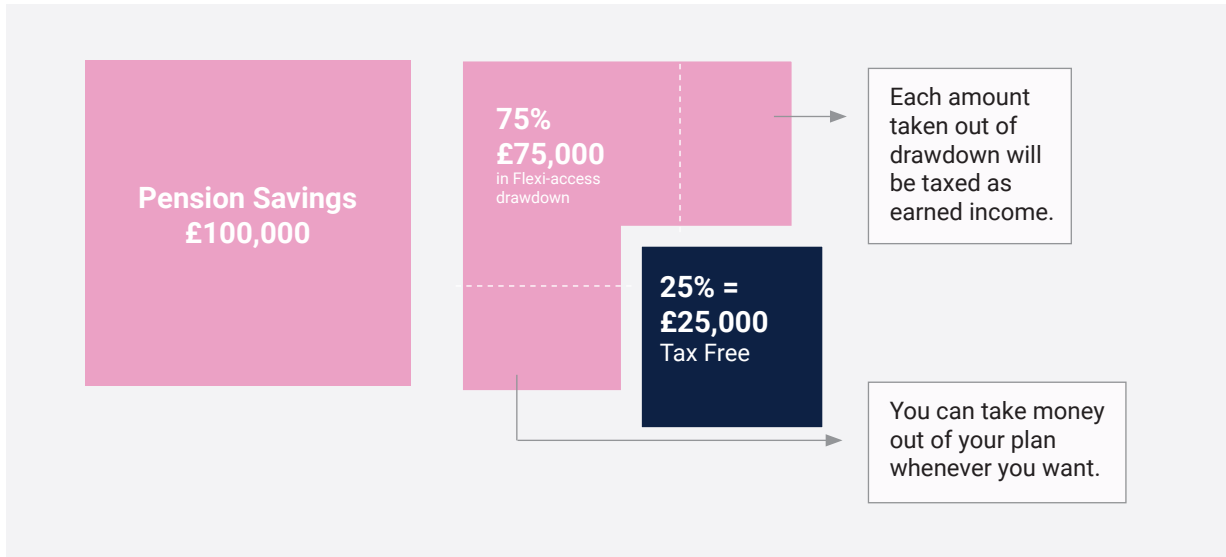 Pension Savings
£100,000
75%
£75,000
in Flexi-access
drawdown
25% =
£25,000
Tax Free
Each amount
taken out of
drawdown will
be taxed as
earned income.
You can take money
out of your plan
whenever you want.